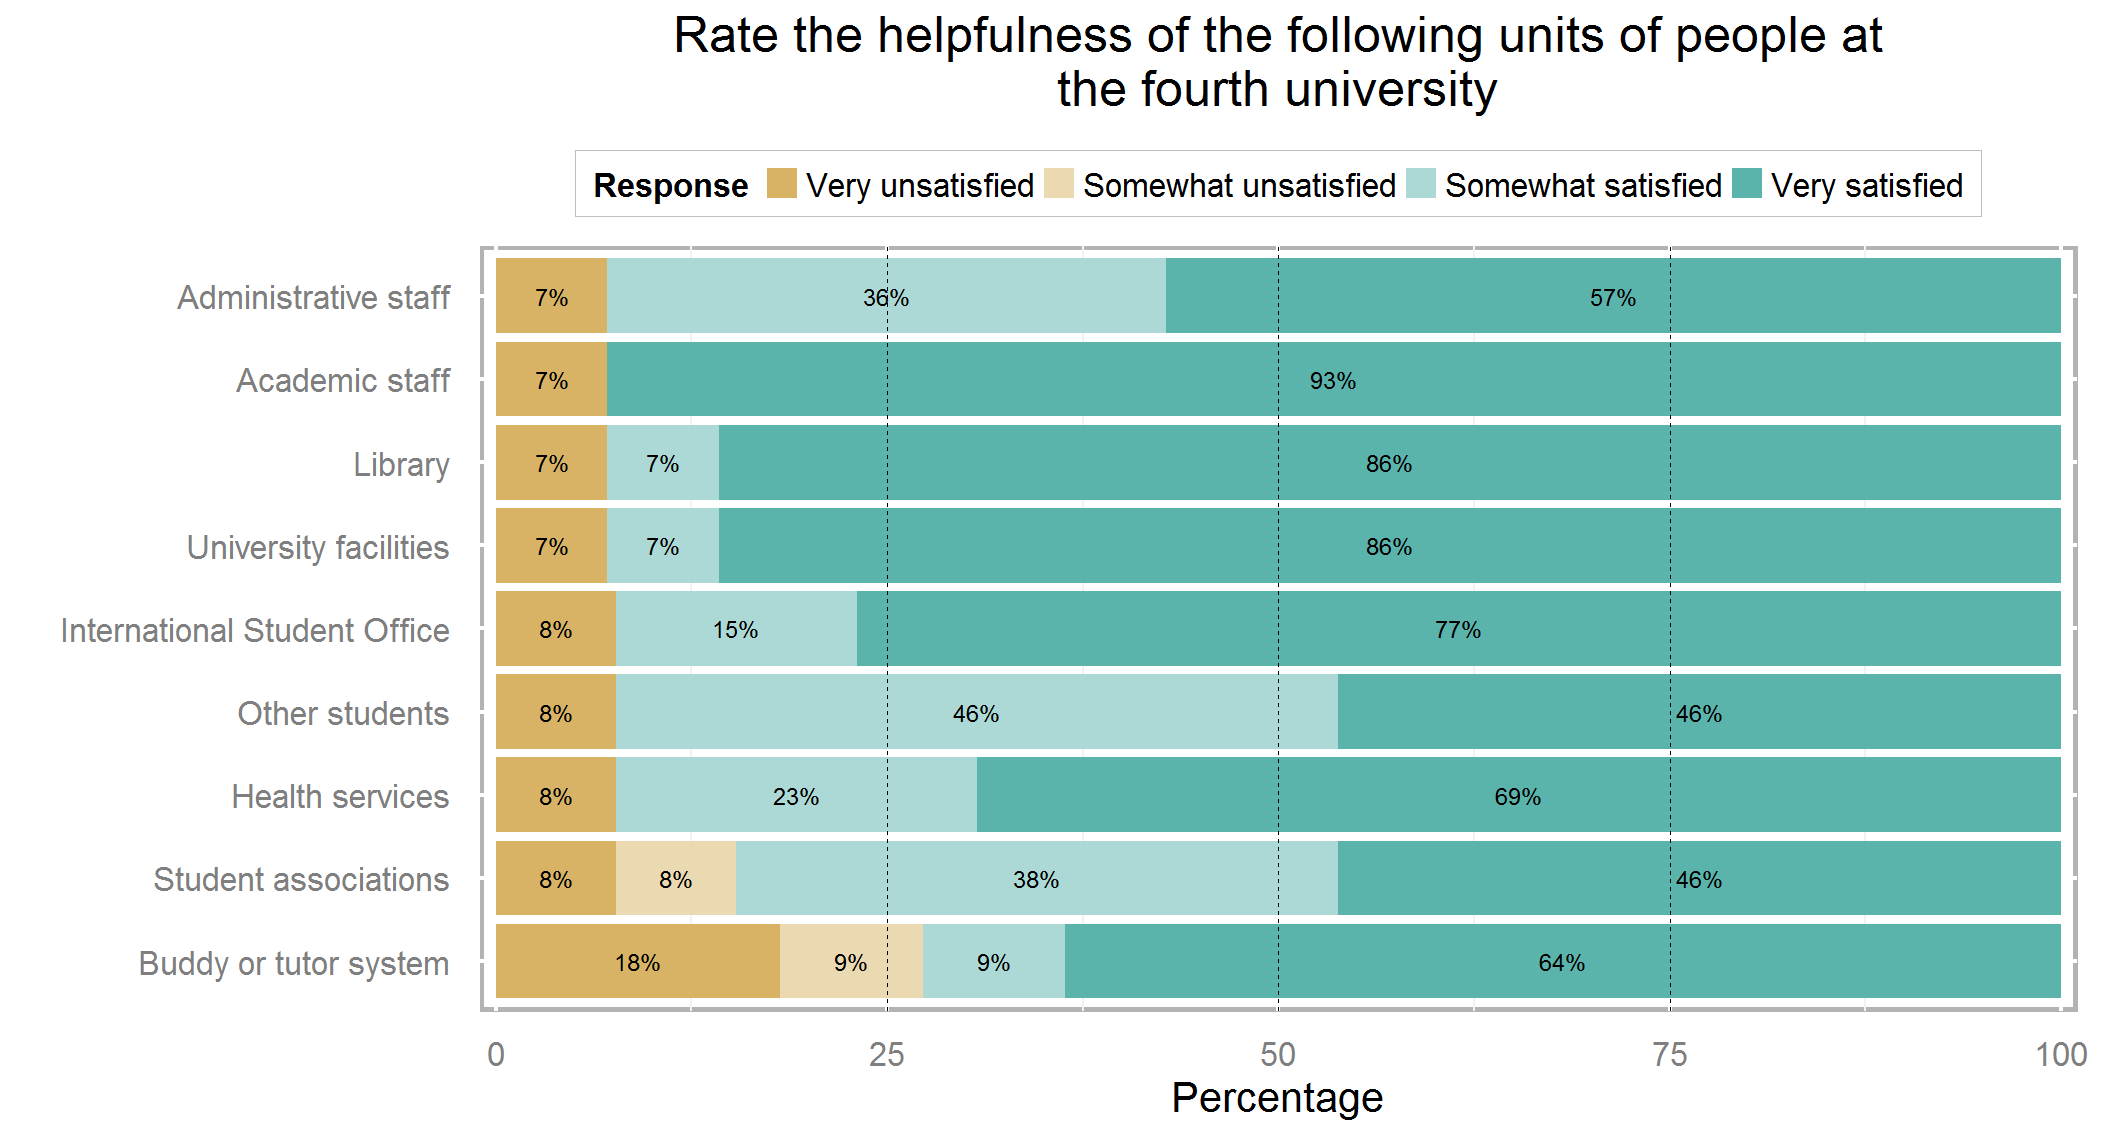 Rate the helpfulness of the following units of people at
the fourth university
Response Very unsatisfied Somewhat unsatisfied Somewhat satisfied Very satisfied
Administrative staff 7% 36% 57%
Academic staff 7% 93%
Library 7% 7% 86%
University facilities 7% 7% 86%
International Student Office 8% 15% 77%
Other students 8% 46% 46%
Health services 8% 23% 69%
Student associations 8% 8% 38% 46%
Buddy or tutor system 18% 9% 9% 64%
0 25 50 75 100
Percentage